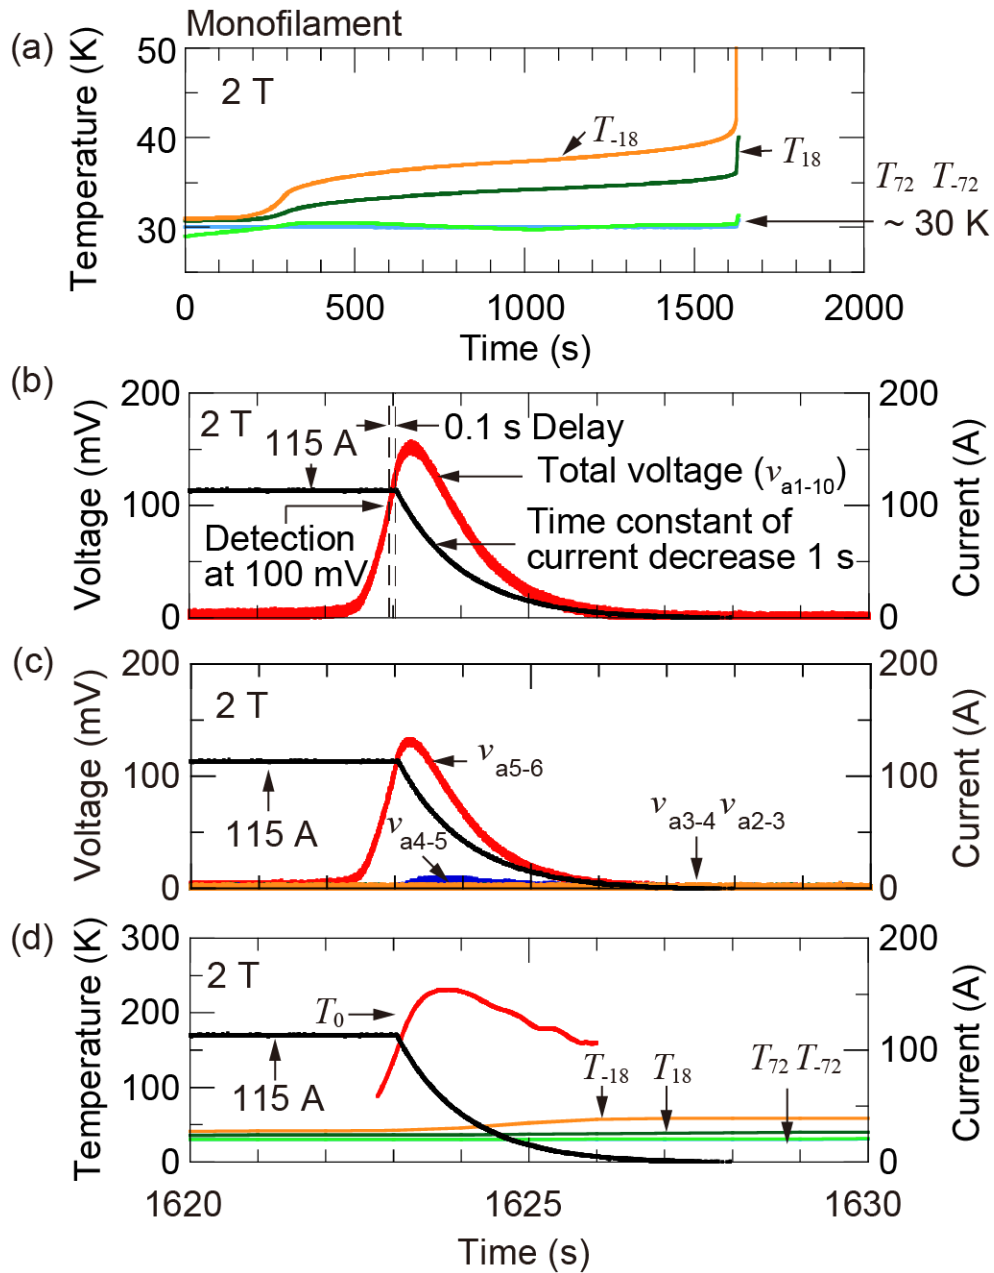 Monofilament
(a)
Temperature (K)
50
40
30
2 T
T-18
T18
T72 T-72
~ 30 K
0 500 1000 1500 2000
Time (s)
(b)
Voltage (mV)
200
100
0
2 T
115 A
0.1 s Delay
Total voltage (va1-10)
Detection
at 100 mV
Time constant of
current decrease 1 s
200
100
0
Current (A)
(c)
Voltage (mV)
200
100
0
2 T
115 A
va5-6
va4-5
va3-4 va2-3
200
100
0
Current (A)
(d)
Temperature (K)
300
200
100
0
2 T
T0
115 A
T-18 T18 T72 T-72
200
100
0
Current (A)
1620 1625 1630
Time (s)